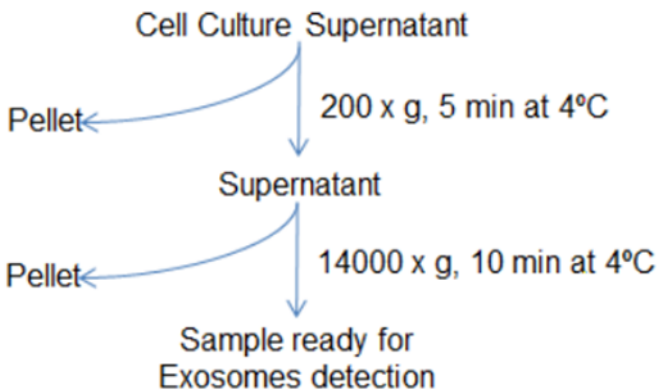 Cell Culture Supernatant
200 x g, 5 min at 4ºC
Pellet
Supernatant
14000 x g, 10 min at 4ºC
Pellet
Sample ready for
Exosomes detection